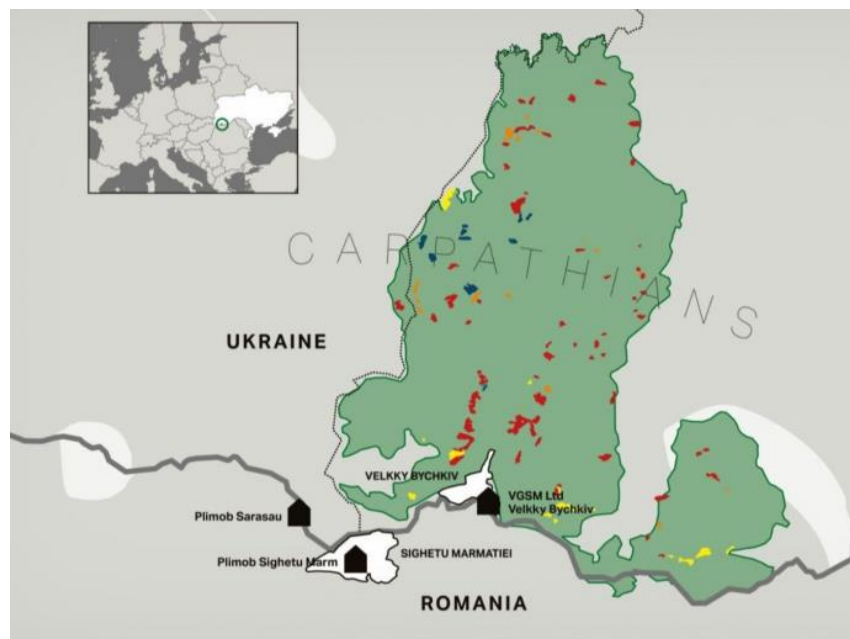 CARPATHIANS
UKRAINE
VELKKY BYCHKIV
VGSM Ltd
Velkky Bychkiv
Plimob Sarasau
Plimob Sighetu Marm
SIGHETU MARMATIEI
ROMANIA